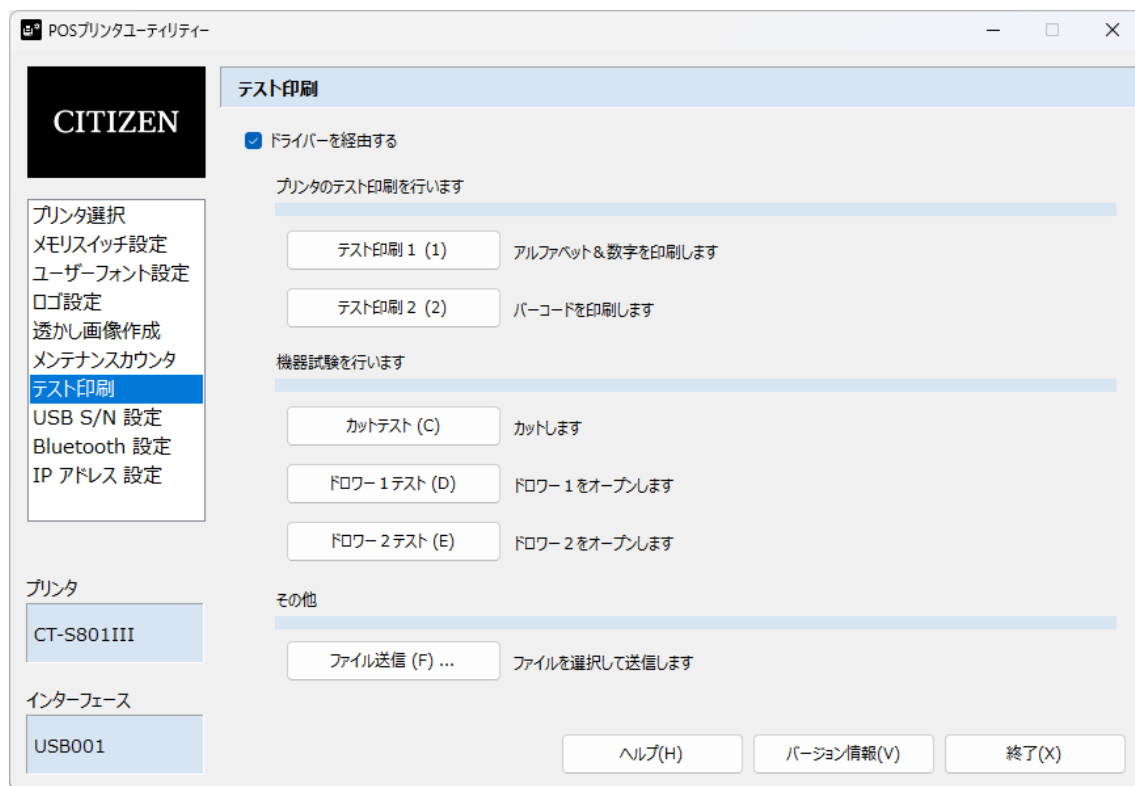 POSプリンタユーティリティー
CITIZEN
プリンタ選択
メモリスイッチ設定
ユーザーフォント設定
ロゴ設定
透かし画像作成
メンテナンスカウンタ
テスト印刷
USB S/N 設定
Bluetooth 設定
IP アドレス 設定
プリンタ
CT-S801III
インターフェース
USB001
テスト印刷
ドライバーを経由する
プリンタのテスト印刷を行います
テスト印刷１ (1) アルファベット＆数字を印刷します
テスト印刷２ (2) バーコードを印刷します
機器試験を行います
カットテスト (C) カットします
ドロワー１テスト (D) ドロワー１をオープンします
ドロワー２テスト (E) ドロワー２をオープンします
その他
ファイル送信 (F) ... ファイルを選択して送信します
ヘルプ(H) バージョン情報(V) 終了(X)